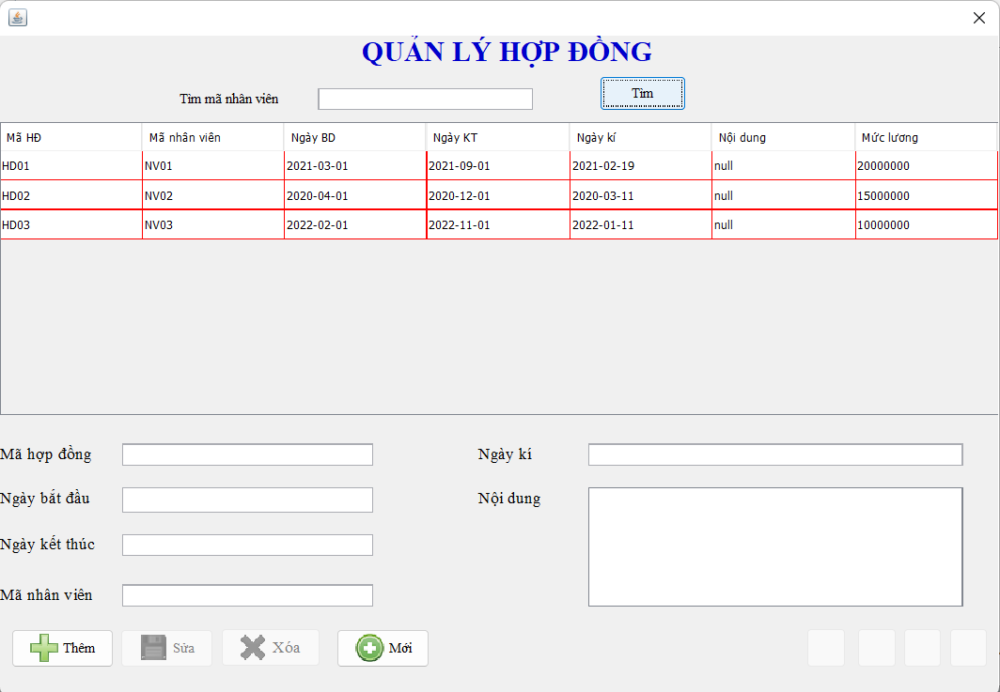 QUẢN LÝ HỢP ĐỒNG
Tìm mã nhân viên Tìm
Mã HĐ Mã nhân viên Ngày BD Ngày KT Ngày kí Nội dung Mức lương
HD01 NV01 2021-03-01 2021-09-01 2021-02-19 null 20000000
HD02 NV02 2020-04-01 2020-12-01 2020-03-11 null 15000000
HD03 NV03 2022-02-01 2022-11-01 2022-01-11 null 10000000
Mã hợp đồng Ngày kí
Ngày bắt đầu Nội dung
Ngày kết thúc
Mã nhân viên
Thêm Sửa Xóa Mới